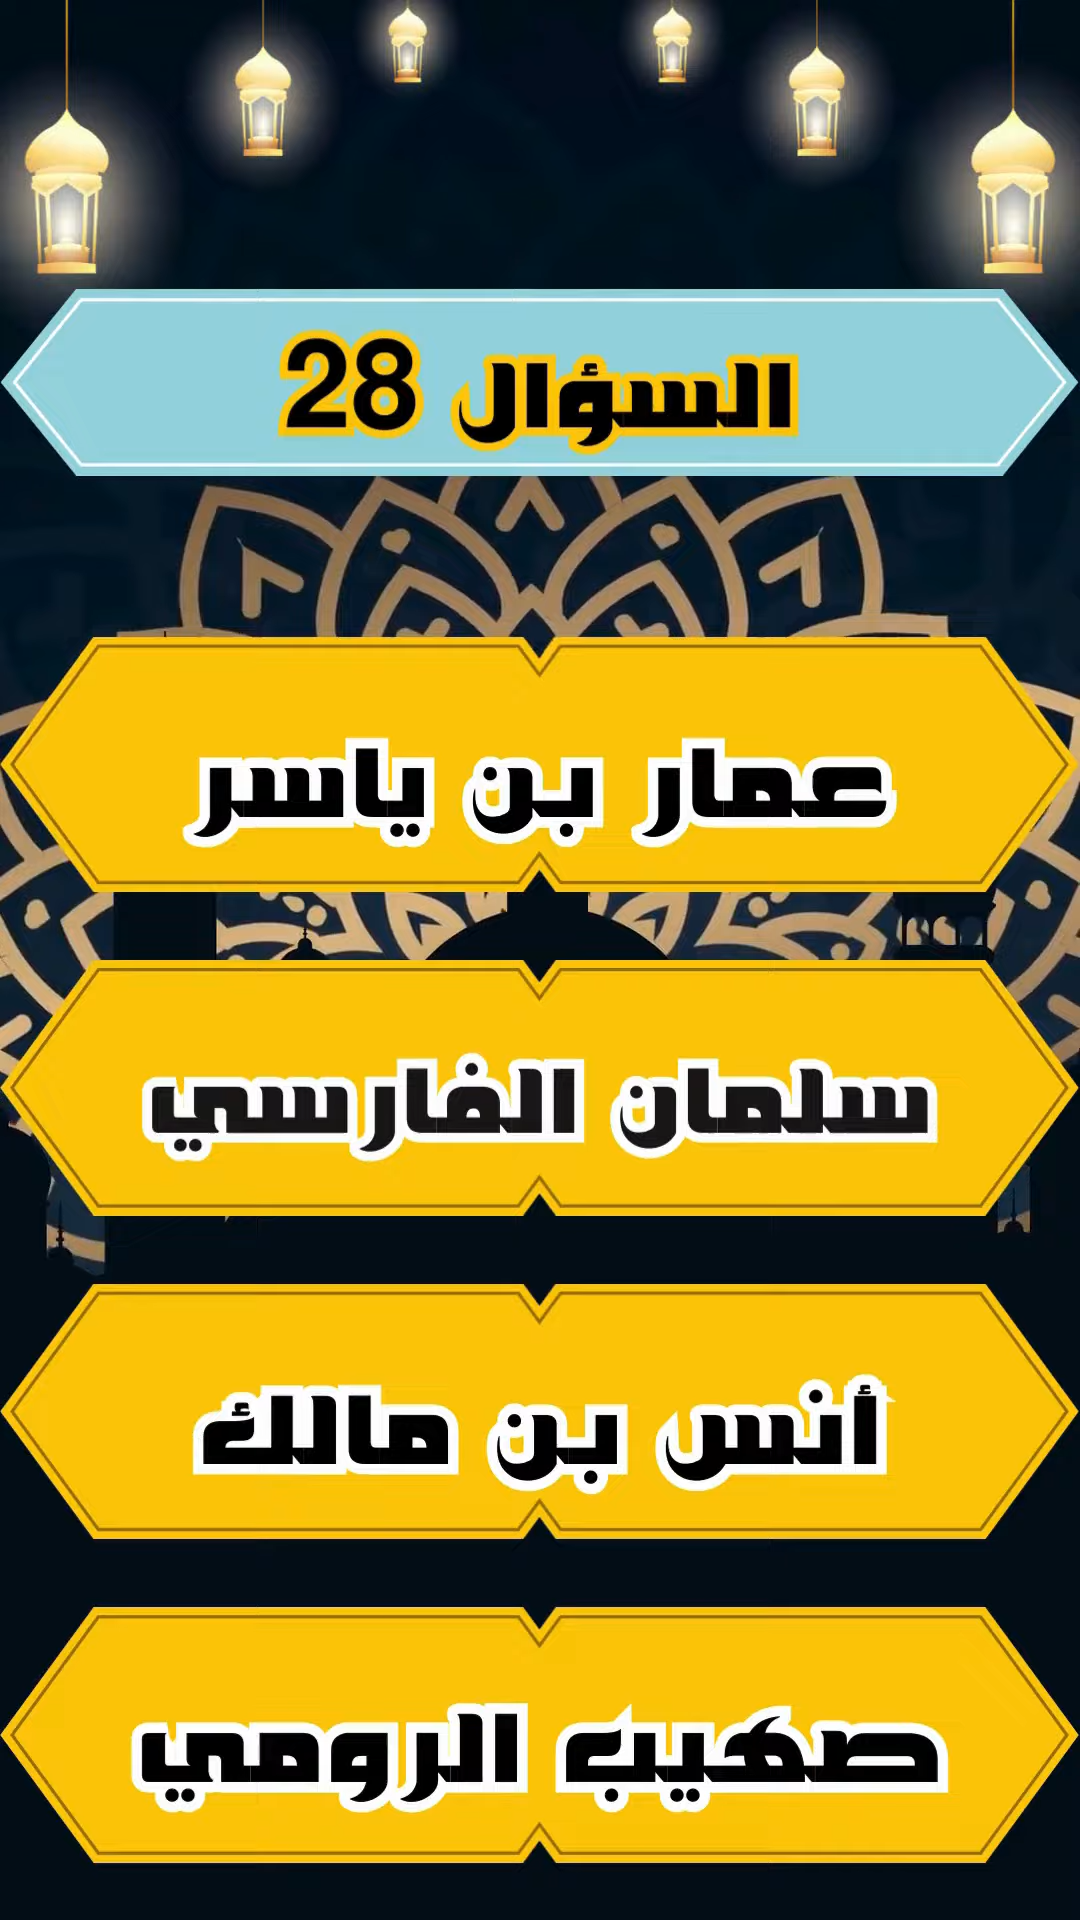 السؤال 28
عمار بن ياسر
سلمان الفارسي
أنس بن مالك
صهيب الرومي